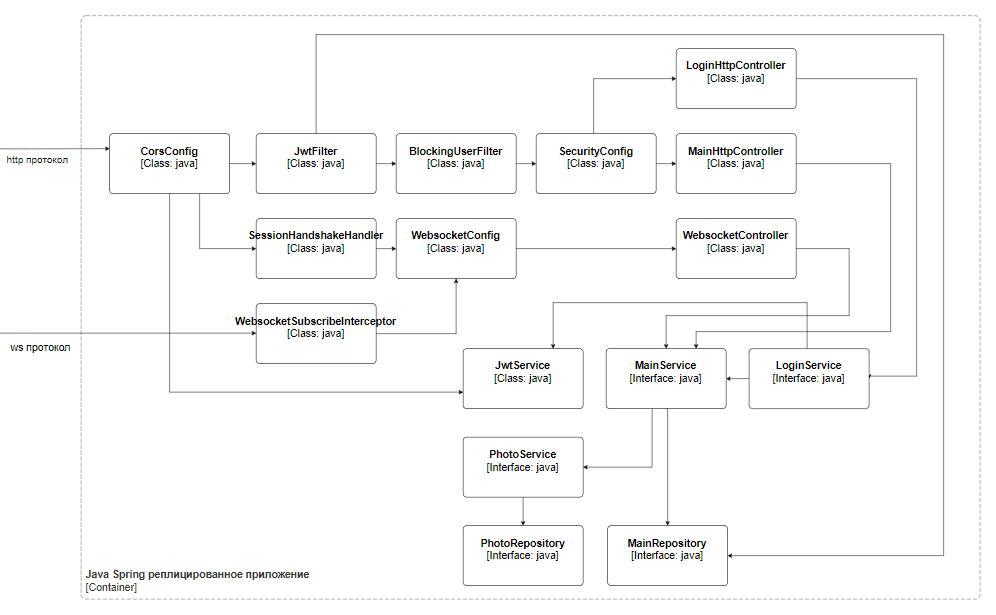 LoginHttpController
[Class: java]
http протокол
CorsConfig
[Class: java]
JwtFilter
[Class: java]
BlockingUserFilter
[Class: java]
SecurityConfig
[Class: java]
MainHttpController
[Class: java]
SessionHandshakeHandler
[Class: java]
WebsocketConfig
[Class: java]
WebsocketController
[Class: java]
WebsocketSubscribeInterceptor
[Class: java]
ws протокол
JwtService
[Class: java]
MainService
[Interface: java]
LoginService
[Interface: java]
PhotoService
[Interface: java]
PhotoRepository
[Interface: java]
MainRepository
[Interface: java]
Java Spring реплицированное приложение
[Container]